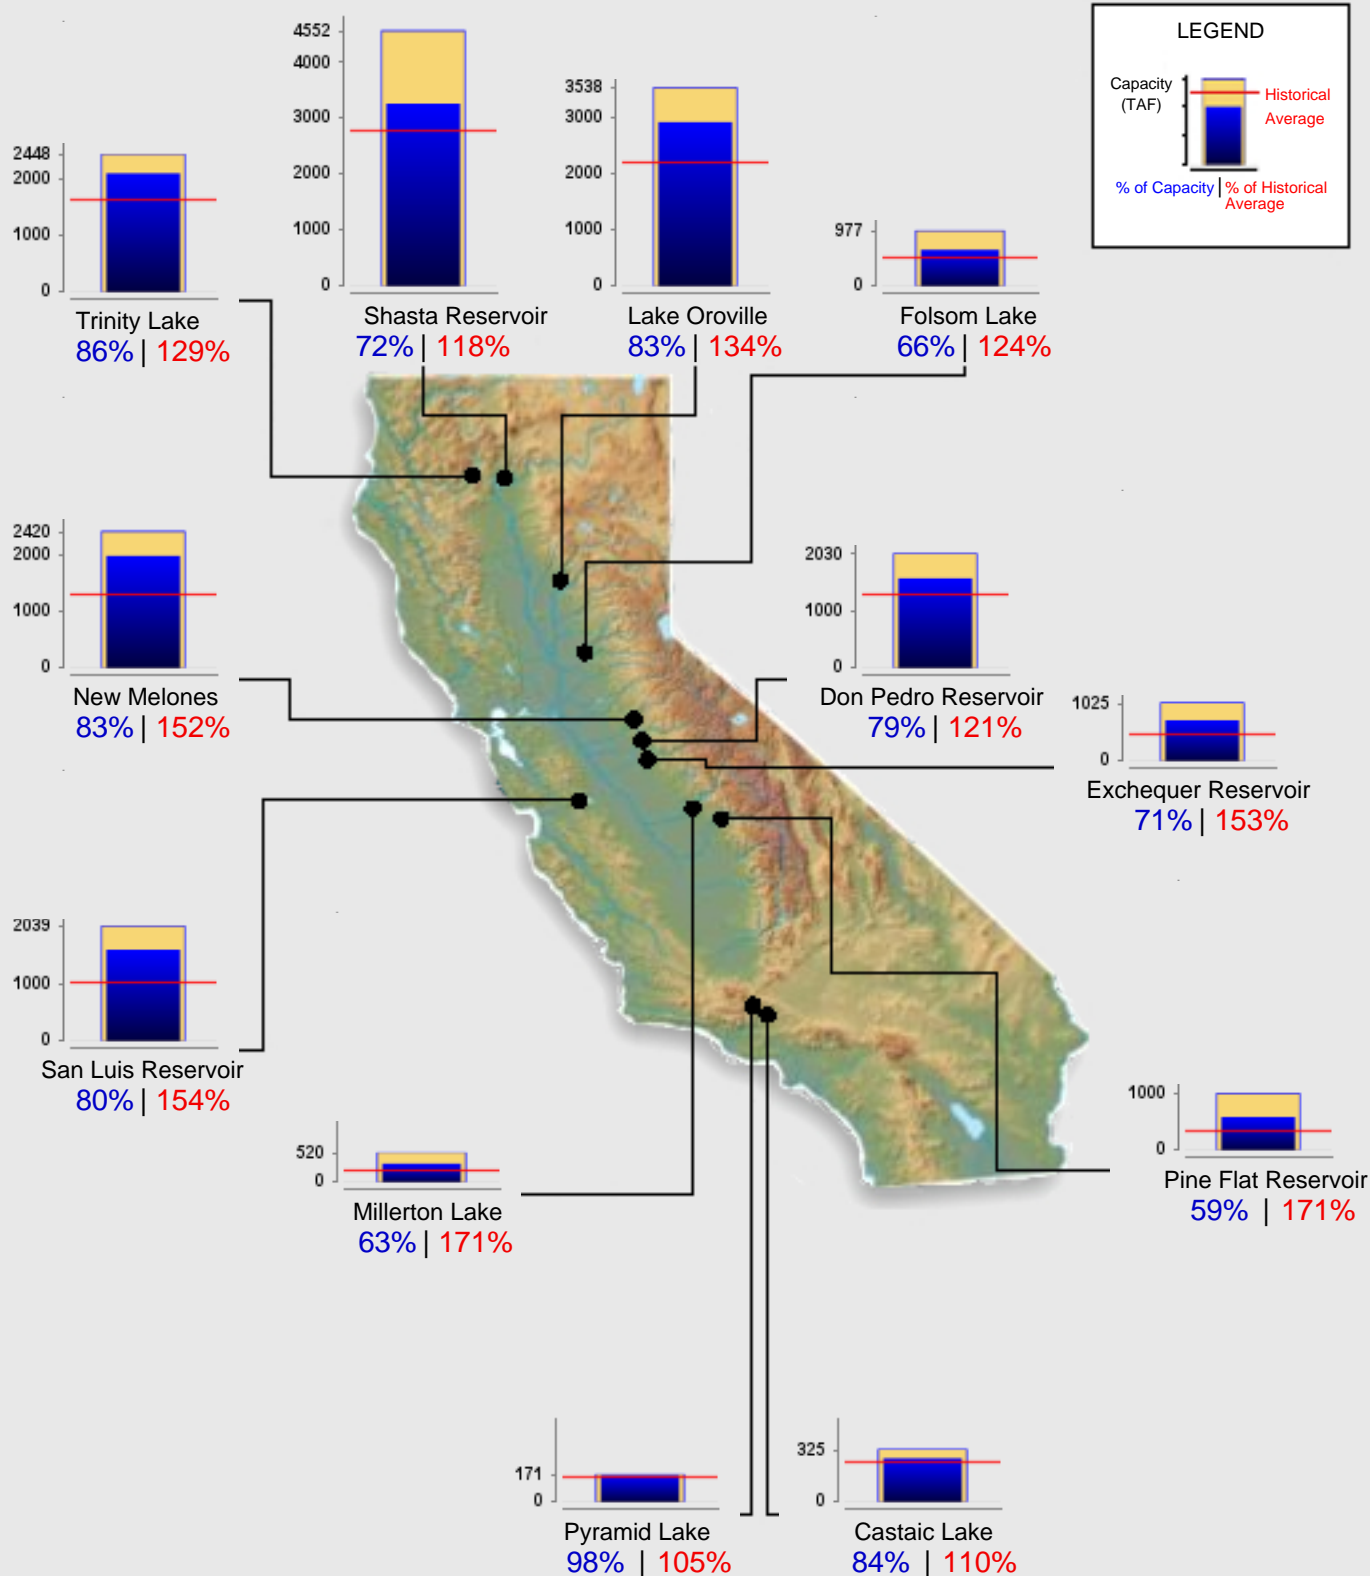 LEGEND
Capacity
(TAF)
Historical
Average
% of Capacity | % of Historical
Average
4552
4000
3000
2000
1000
0
Shasta Reservoir
72% | 118%
3538
3000
2000
1000
0
Lake Oroville
83% | 134%
2448
2000
1000
0
Trinity Lake
86% | 129%
977
0
Folsom Lake
66% | 124%
2420
2000
1000
0
New Melones
83% | 152%
2030
1000
0
Don Pedro Reservoir
79% | 121%
1025
0
Exchequer Reservoir
71% | 153%
2039
1000
0
San Luis Reservoir
80% | 154%
520
0
Millerton Lake
63% | 171%
1000
0
Pine Flat Reservoir
59% | 171%
171
0
Pyramid Lake
98% | 105%
325
0
Castaic Lake
84% | 110%